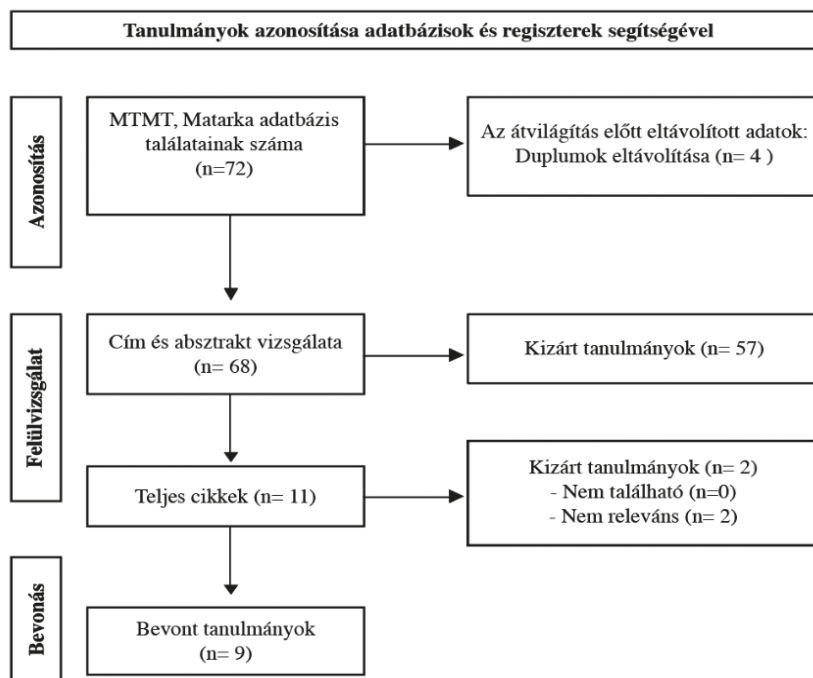 Tanulmányok azonosítása adatbázisok és regiszterek segítségével
Azonosítás
MTMT, Matarka adatbázis
találatainak száma
(n=72)
Az átvilágítás előtt eltávolított adatok:
Duplumok eltávolítása (n= 4 )
Felülvizsgálat
Cím és absztrakt vizsgálata
(n= 68)
Kizárt tanulmányok (n= 57)
Teljes cikkek (n= 11)
Kizárt tanulmányok (n= 2)
- Nem található (n=0)
- Nem releváns (n= 2)
Bevonás
Bevont tanulmányok
(n= 9)